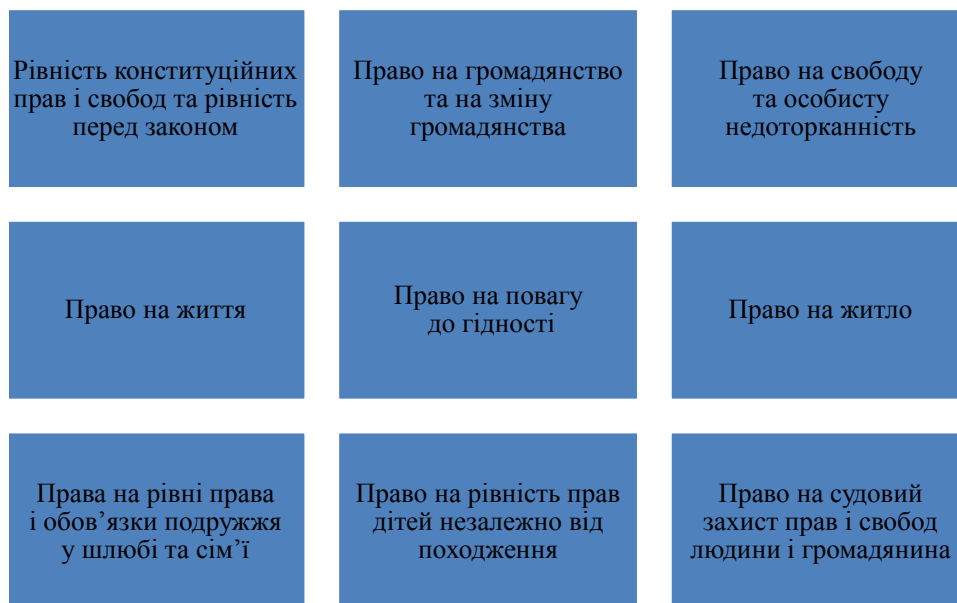 Рівність конституційних
прав і свобод та рівність
перед законом
Право на громадянство
та на зміну
громадянства
Право на свободу
та особисту
недоторканність
Право на життя
Право на повагу
до гідності
Право на житло
Права на рівні права
і обов’язки подружжя
у шлюбі та сім’ї
Право на рівність прав
дітей незалежно від
походження
Право на судовий
захист прав і свобод
людини і громадянина